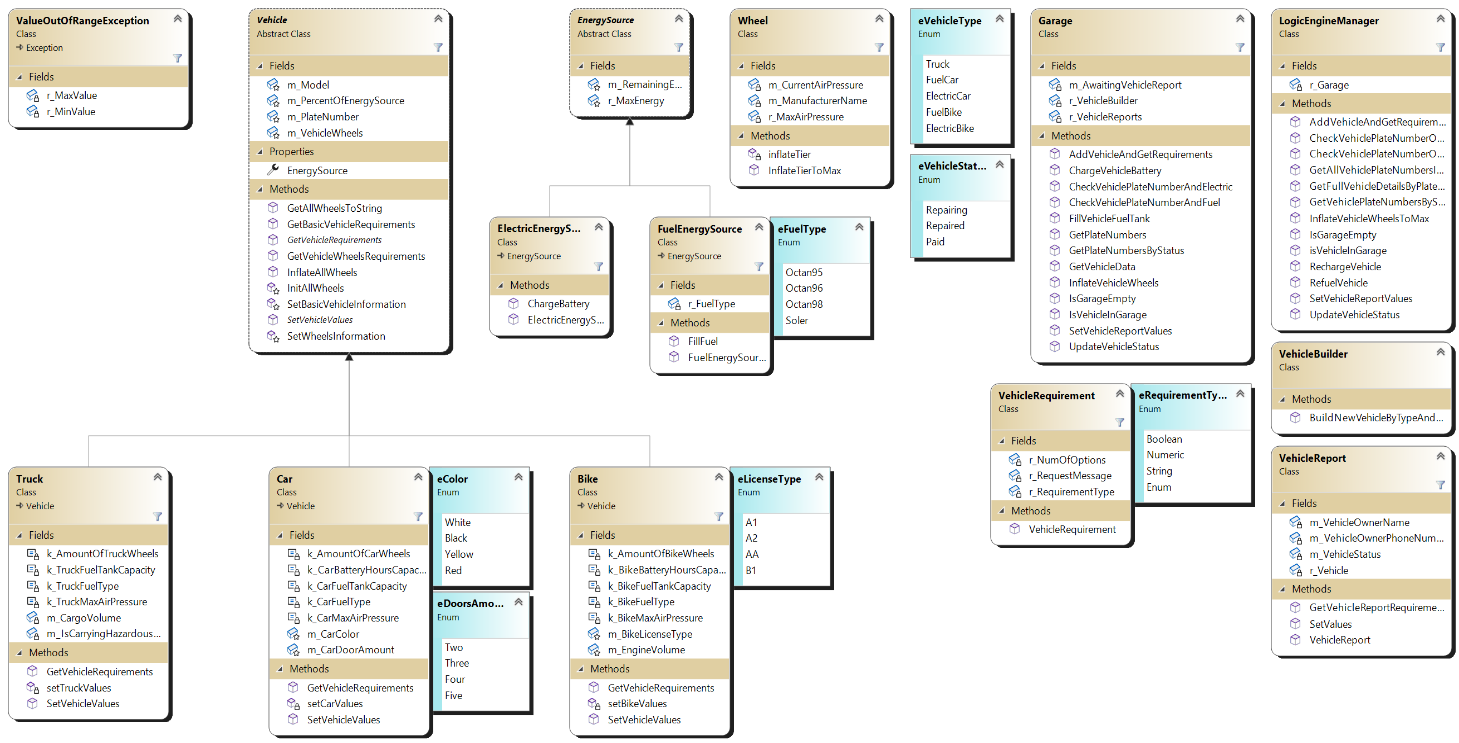 ValueOutOfRangeException
Class
Exception
Fields
r_MaxValue
r_MinValue
Vehicle
Abstract Class
Fields
m_Model
m_PercentOfEnergySource
m_PlateNumber
m_VehicleWheels
Properties
EnergySource
Methods
GetAllWheelsToString
GetBasicVehicleRequirements
GetVehicleRequirements
GetVehicleWheelsRequirements
InflateAllWheels
InitAllWheels
SetBasicVehicleInformation
SetVehicleValues
SetWheelsInformation
EnergySource
Abstract Class
Fields
m_RemainingE...
r_MaxEnergy
Wheel
Class
Fields
m_CurrentAirPressure
m_ManufacturerName
r_MaxAirPressure
Methods
inflateTier
InflateTierToMax
eVehicleType
Enum
Truck
FuelCar
ElectricCar
FuelBike
ElectricBike
eVehicleStat...
Enum
Repairing
Repaired
Paid
Garage
Class
Fields
m_AwaitingVehicleReport
r_VehicleBuilder
r_VehicleReports
Methods
AddVehicleAndGetRequirements
ChargeVehicleBattery
CheckVehiclePlateNumberAndElectric
CheckVehiclePlateNumberAndFuel
FillVehicleFuelTank
GetPlateNumbers
GetPlateNumbersByStatus
GetVehicleData
InflateVehicleWheels
IsGarageEmpty
IsVehicleInGarage
SetVehicleReportValues
UpdateVehicleStatus
LogicEngineManager
Class
Fields
r_Garage
Methods
AddVehicleAndGetRequirem...
CheckVehiclePlateNumberO...
CheckVehiclePlateNumberO...
GetAllVehiclePlateNumbersI...
GetFullVehicleDetailsByPlate...
GetVehiclePlateNumbersByS...
InflateVehicleWheelsToMax
IsGarageEmpty
isVehicleInGarage
RechargeVehicle
RefuelVehicle
SetVehicleReportValues
UpdateVehicleStatus
ElectricEnergyS...
Class
EnergySource
Methods
ChargeBattery
ElectricEnergyS...
FuelEnergySource
Class
EnergySource
Fields
r_FuelType
Methods
FillFuel
FuelEnergySour...
eFuelType
Enum
Octan95
Octan96
Octan98
Soler
VehicleBuilder
Class
Methods
BuildNewVehicleByTypeAnd...
VehicleRequirement
Class
Fields
r_NumOfOptions
r_RequestMessage
r_RequirementType
Methods
VehicleRequirement
eRequirementTy...
Enum
Boolean
Numeric
String
Enum
VehicleReport
Class
Fields
m_VehicleOwnerName
m_VehicleOwnerPhoneNum...
m_VehicleStatus
r_Vehicle
Methods
GetVehicleReportRequireme...
SetValues
VehicleReport
Truck
Class
Vehicle
Fields
k_AmountOfTruckWheels
k_TruckFuelTankCapacity
k_TruckFuelType
k_TruckMaxAirPressure
m_CargoVolume
m_IsCarryingHazardous...
Methods
GetVehicleRequirements
setTruckValues
SetVehicleValues
Car
Class
Vehicle
Fields
k_AmountOfCarWheels
k_CarBatteryHoursCapac...
k_CarFuelTankCapacity
k_CarFuelType
k_CarMaxAirPressure
m_CarColor
m_CarDoorAmount
Methods
GetVehicleRequirements
setCarValues
SetVehicleValues
eColor
Enum
White
Black
Yellow
Red
eDoorsAmo...
Enum
Two
Three
Four
Five
Bike
Class
Vehicle
Fields
k_AmountOfBikeWheels
k_BikeBatteryHoursCapa...
k_BikeFuelTankCapacity
k_BikeFuelType
k_BikeMaxAirPressure
m_BikeLicenseType
m_EngineVolume
Methods
GetVehicleRequirements
setBikeValues
SetVehicleValues
eLicenseType
Enum
A1
A2
AA
B1